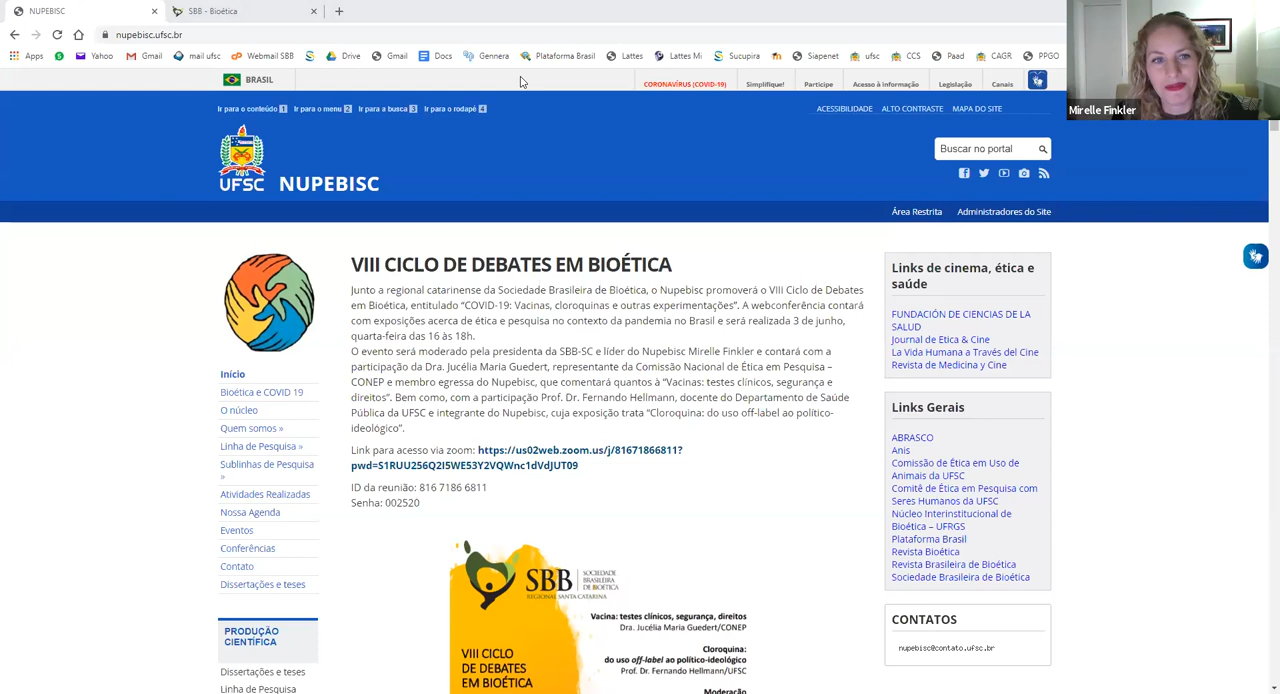 NUPEBISC
SBB - Bioética
nupebisc.ufsc.br
Apps Yahoo Gmail mail ufsc Webmail SBB Drive Gmail Docs Gennera Plataforma Brasil Lattes Lattes Mi Sucupira m Siapenet ufsc CCS Paad CAGR PPGO
BRASIL
CORONAVÍRUS (COVID-19) Simplifique! Participe Acesso à informação Legislação Canais
Mirelle Finkler
Ir para o conteúdo 1 Ir para o menu 2 Ir para a busca 3 Ir para o rodapé 4
ACESSIBILIDADE ALTO CONTRASTE MAPA DO SITE
Buscar no portal
UFSC NUPEBISC
Área Restrita Administradores do Site
Início
Bioética e COVID 19
O núcleo
Quem somos »
Linha de Pesquisa »
Sublinhas de Pesquisa
»
Atividades Realizadas
Nossa Agenda
Eventos
Conferências
Contato
Dissertações e teses
PRODUÇÃO
CIENTÍFICA
Dissertações e teses
Linha de Pesquisa
VIII CICLO DE DEBATES EM BIOÉTICA
Junto a regional catarinense da Sociedade Brasileira de Bioética, o Nupebisc promoverá o VIII Ciclo de Debates
em Bioética, entitulado “COVID-19: Vacinas, cloroquinas e outras experimentações”. A webconferência contará
com exposições acerca de ética e pesquisa no contexto da pandemia no Brasil e será realizada 3 de junho,
quarta-feira das 16 às 18h.
O evento será moderado pela presidenta da SBB-SC e líder do Nupebisc Mirelle Finkler e contará com a
participação da Dra. Jucélia Maria Guedert, representante da Comissão Nacional de Ética em Pesquisa –
CONEP e membro egressa do Nupebisc, que comentará quantos à “Vacinas: testes clínicos, segurança e
direitos”. Bem como, com a participação Prof. Dr. Fernando Hellmann, docente do Departamento de Saúde
Pública da UFSC e integrante do Nupebisc, cuja exposição trata “Cloroquina: do uso off-label ao político-
ideológico”.
Link para acesso via zoom: https://us02web.zoom.us/j/81671866811?
pwd=S1RUU256Q2I5WE53Y2VQWnc1dVdJUT09
ID da reunião: 816 7186 6811
Senha: 002520
SBB SOCIEDADE
BRASILEIRA DE
BIOÉTICA
REGIONAL SANTA CATARINA
Vacina: testes clínicos, segurança, direitos
Dra. Jucélia Maria Guedert/CONEP
Cloroquina:
do uso off-label ao político-ideológico
Prof. Dr. Fernando Hellmann/UFSC
Moderação
VIII CICLO
DE DEBATES
EM BIOÉTICA
Links de cinema, ética e
saúde
FUNDACIÓN DE CIENCIAS DE LA
SALUD
Journal de Etica & Cine
La Vida Humana a Través del Cine
Revista de Medicina y Cine
Links Gerais
ABRASCO
Anis
Comissão de Ética em Uso de
Animais da UFSC
Comitê de Ética em Pesquisa com
Seres Humanos da UFSC
Núcleo Interinstitucional de
Bioética – UFRGS
Plataforma Brasil
Revista Bioética
Revista Brasileira de Bioética
Sociedade Brasileira de Bioética
CONTATOS
nupebisc@contato.ufsc.br